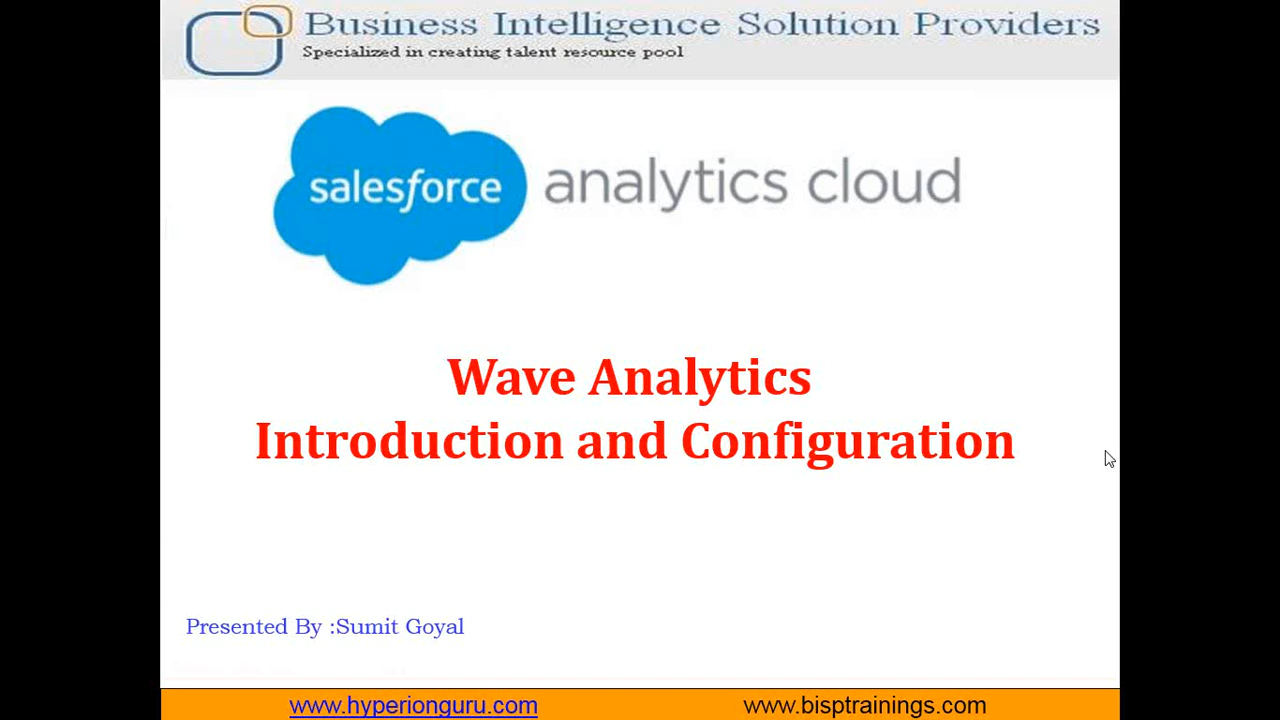 Business Intelligence Solution Providers
Specialized in creating talent resource pool
salesforce analytics cloud
Wave Analytics
Introduction and Configuration
Presented By :Sumit Goyal
www.hyperionguru.com www.bisptrainings.com